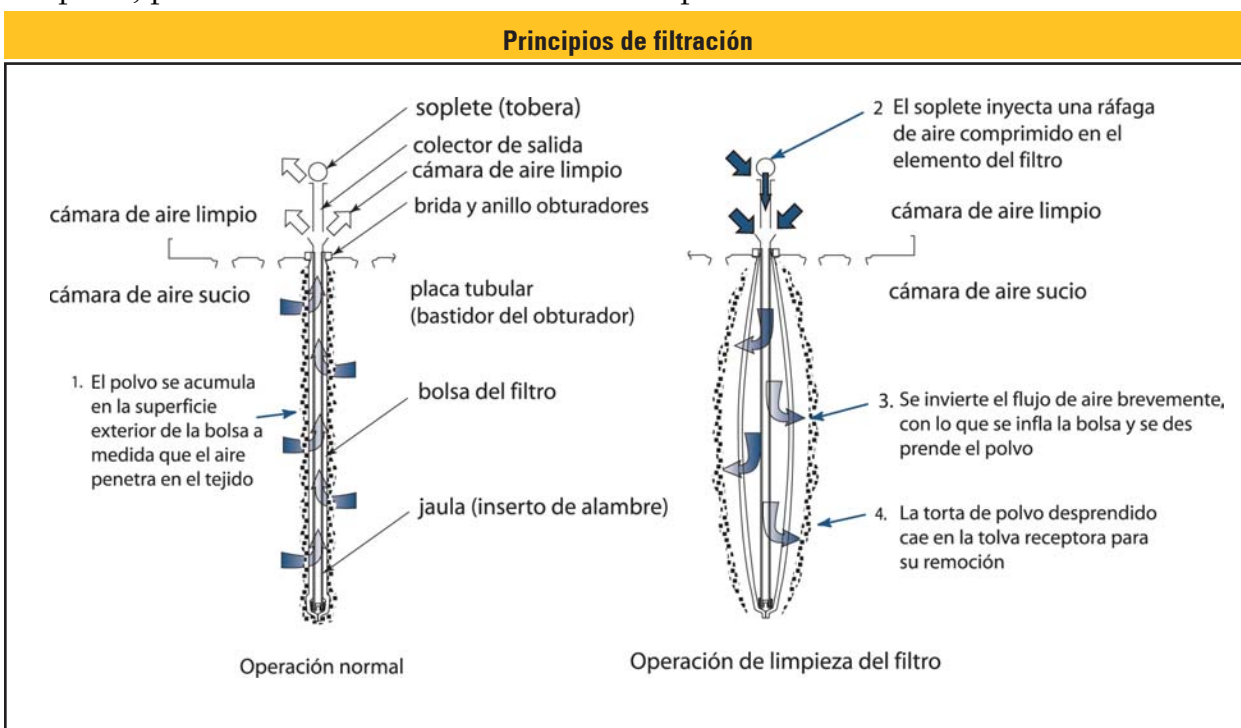 Principios de filtración
soplete (tobera)
colector de salida
cámara de aire limpio
brida y anillo obturadores
cámara de aire limpio
cámara de aire sucio
placa tubular
(bastidor del obturador)
1. El polvo se acumula
en la superficie
exterior de la bolsa a
medida que el aire
penetra en el tejido
bolsa del filtro
jaula (inserto de alambre)
Operación normal
2 El soplete inyecta una ráfaga
de aire comprimido en el
elemento del filtro
cámara de aire limpio
cámara de aire sucio
3. Se invierte el flujo de aire brevemente,
con lo que se infla la bolsa y se des
prende el polvo
4. La torta de polvo desprendido
cae en la tolva receptora para
su remoción
Operación de limpieza del filtro